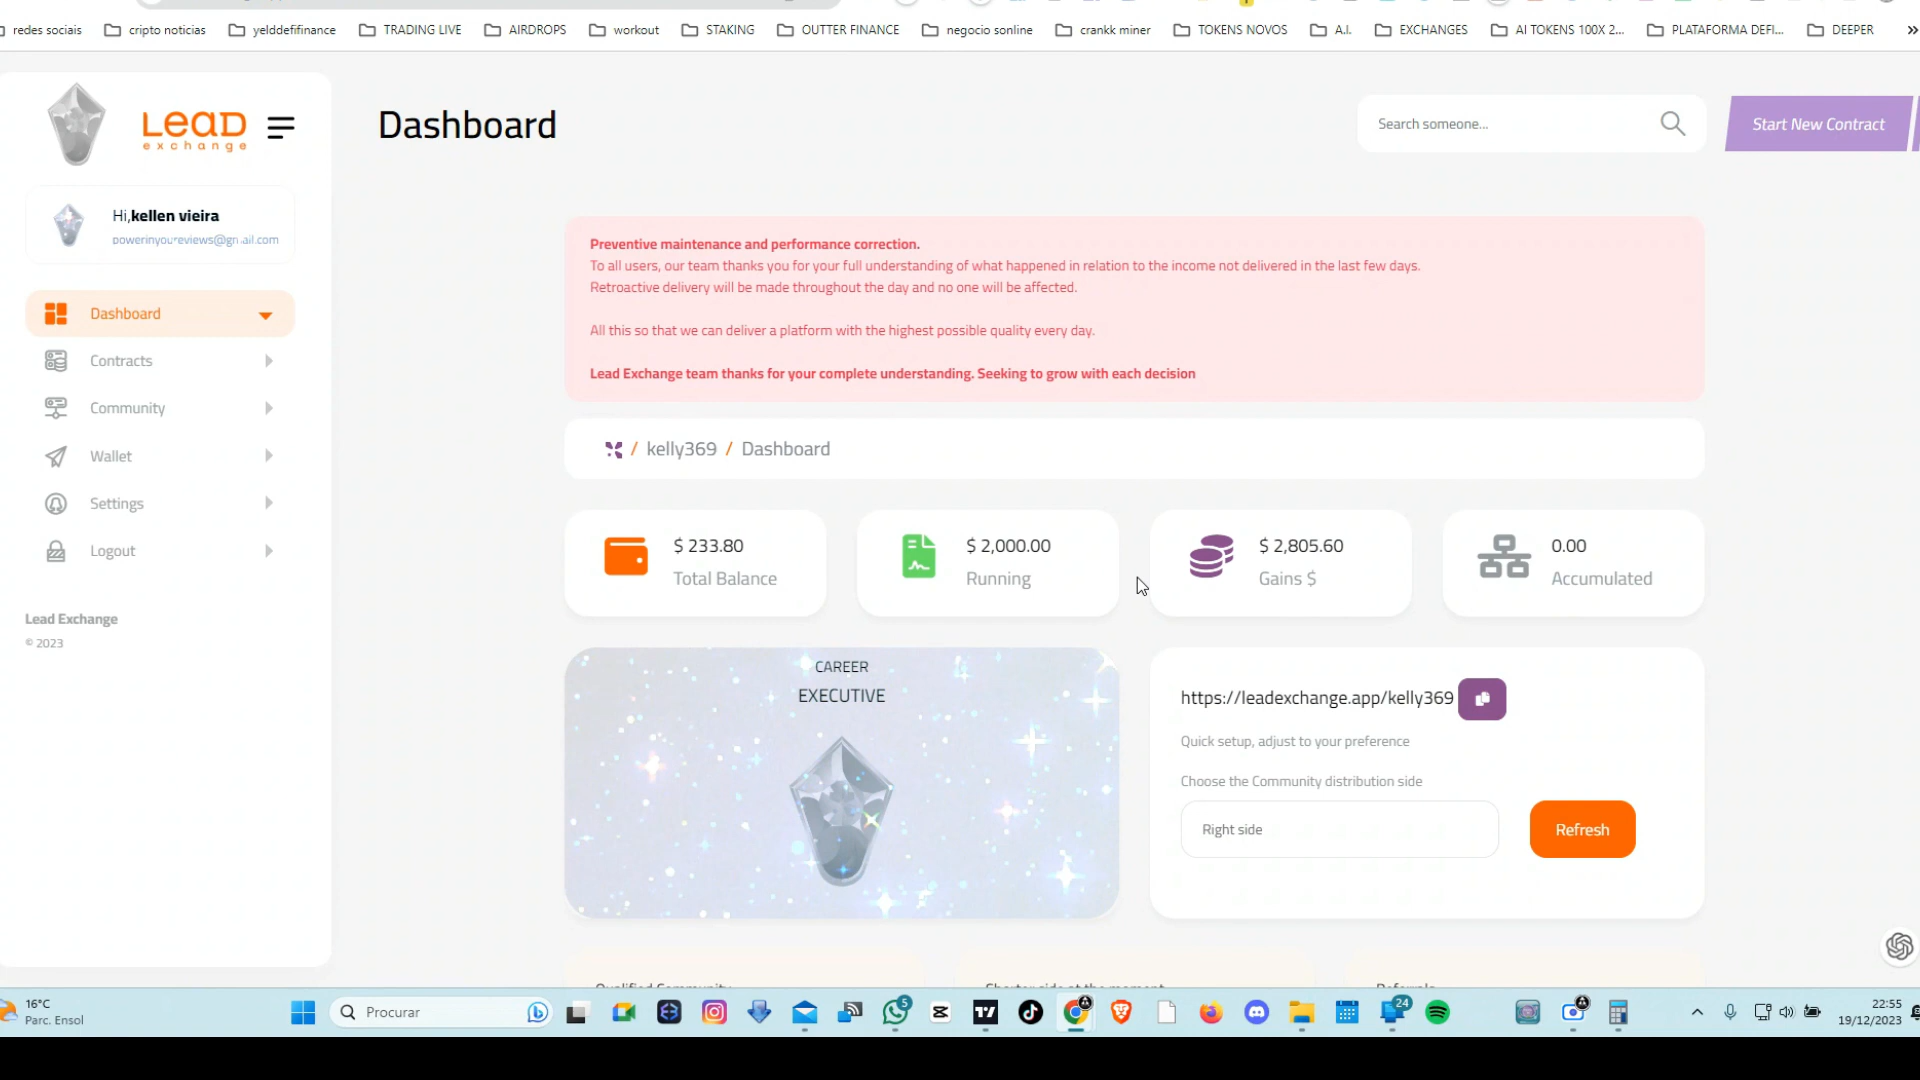 redes sociais
cripto noticias
yelddeffinance
TRADING LIVE
AIRDROPS
workout
STAKING
OUTTER FINANCE
negocio sonline
crankk miner
TOKENS NOVOS
A.I.
EXCHANGES
AI TOKENS 100X 2...
PLATAFORMA DEFI...
DEEPER
»
LEAD
exchange
Dashboard
Search someone...
Start New Contract
Hi,kellen vieira
powerinyoureviews@gmail.com
Dashboard
Contracts
Community
Wallet
Settings
Logout
Lead Exchange
© 2023
Preventive maintenance and performance correction.
To all users, our team thanks you for your full understanding of what happened in relation to the income not delivered in the last few days.
Retroactive delivery will be made throughout the day and no one will be affected.
All this so that we can deliver a platform with the highest possible quality every day.
Lead Exchange team thanks for your complete understanding. Seeking to grow with each decision
/ kelly369 / Dashboard
$ 233.80
Total Balance
$ 2,000.00
Running
$ 2,805.60
Gains $
0.00
Accumulated
CAREER
EXECUTIVE
https://leadexchange.app/kelly369
Quick setup, adjust to your preference
Choose the Community distribution side
Right side
Refresh
16°C
Parc. Ensol
Procurar
5
24
22:55
19/12/2023